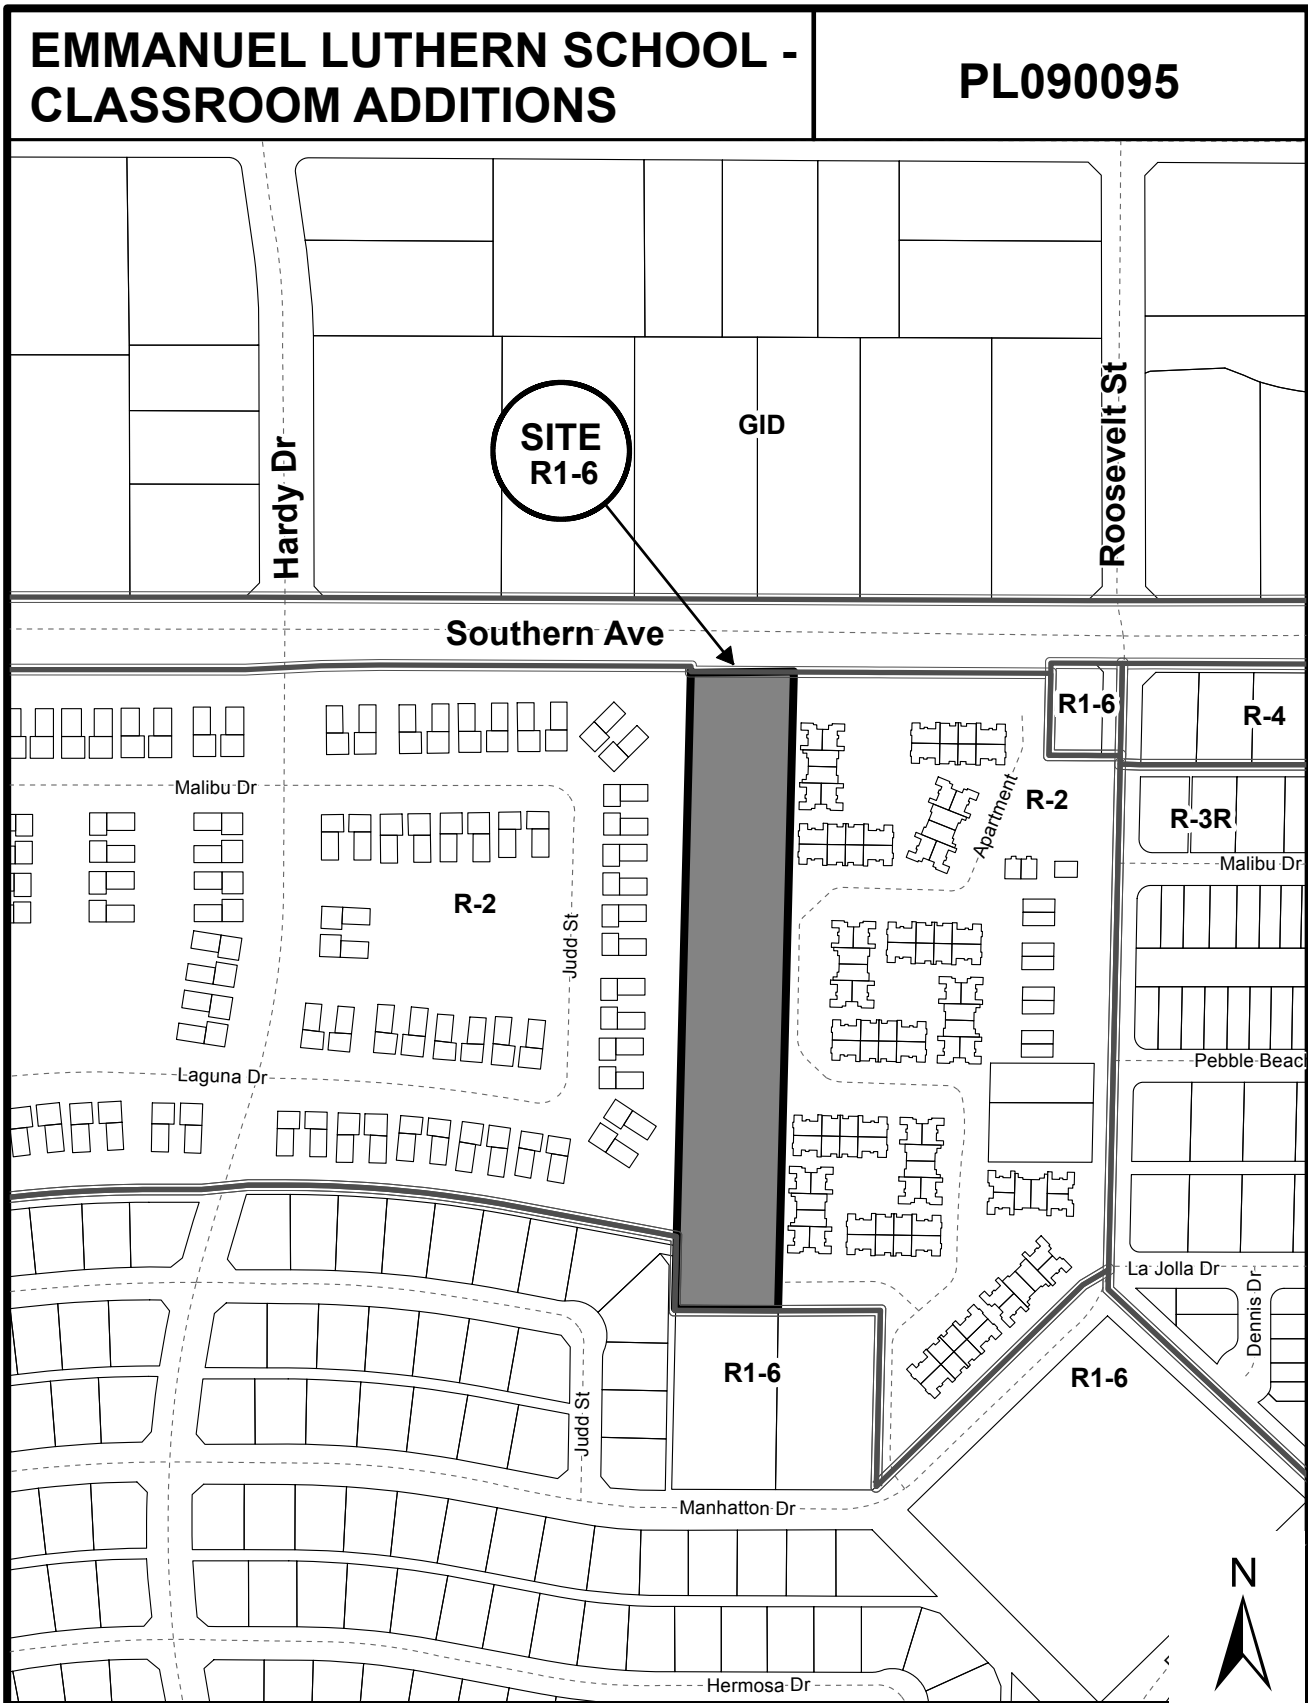 EMMANUEL LUTHERN SCHOOL -
CLASSROOM ADDITIONS
PL090095
Hardy Dr
SITE
R1-6
GID
Roosevelt St
Southern Ave
R1-6
R-4
Malibu Dr
Apartment
R-2
R-3R
Malibu Dr
R-2
Judd St
Laguna Dr
Pebble Beac
La Jolla Dr
Dennis Dr
R1-6
R1-6
Judd St
Manhatton Dr
N
Hermosa Dr